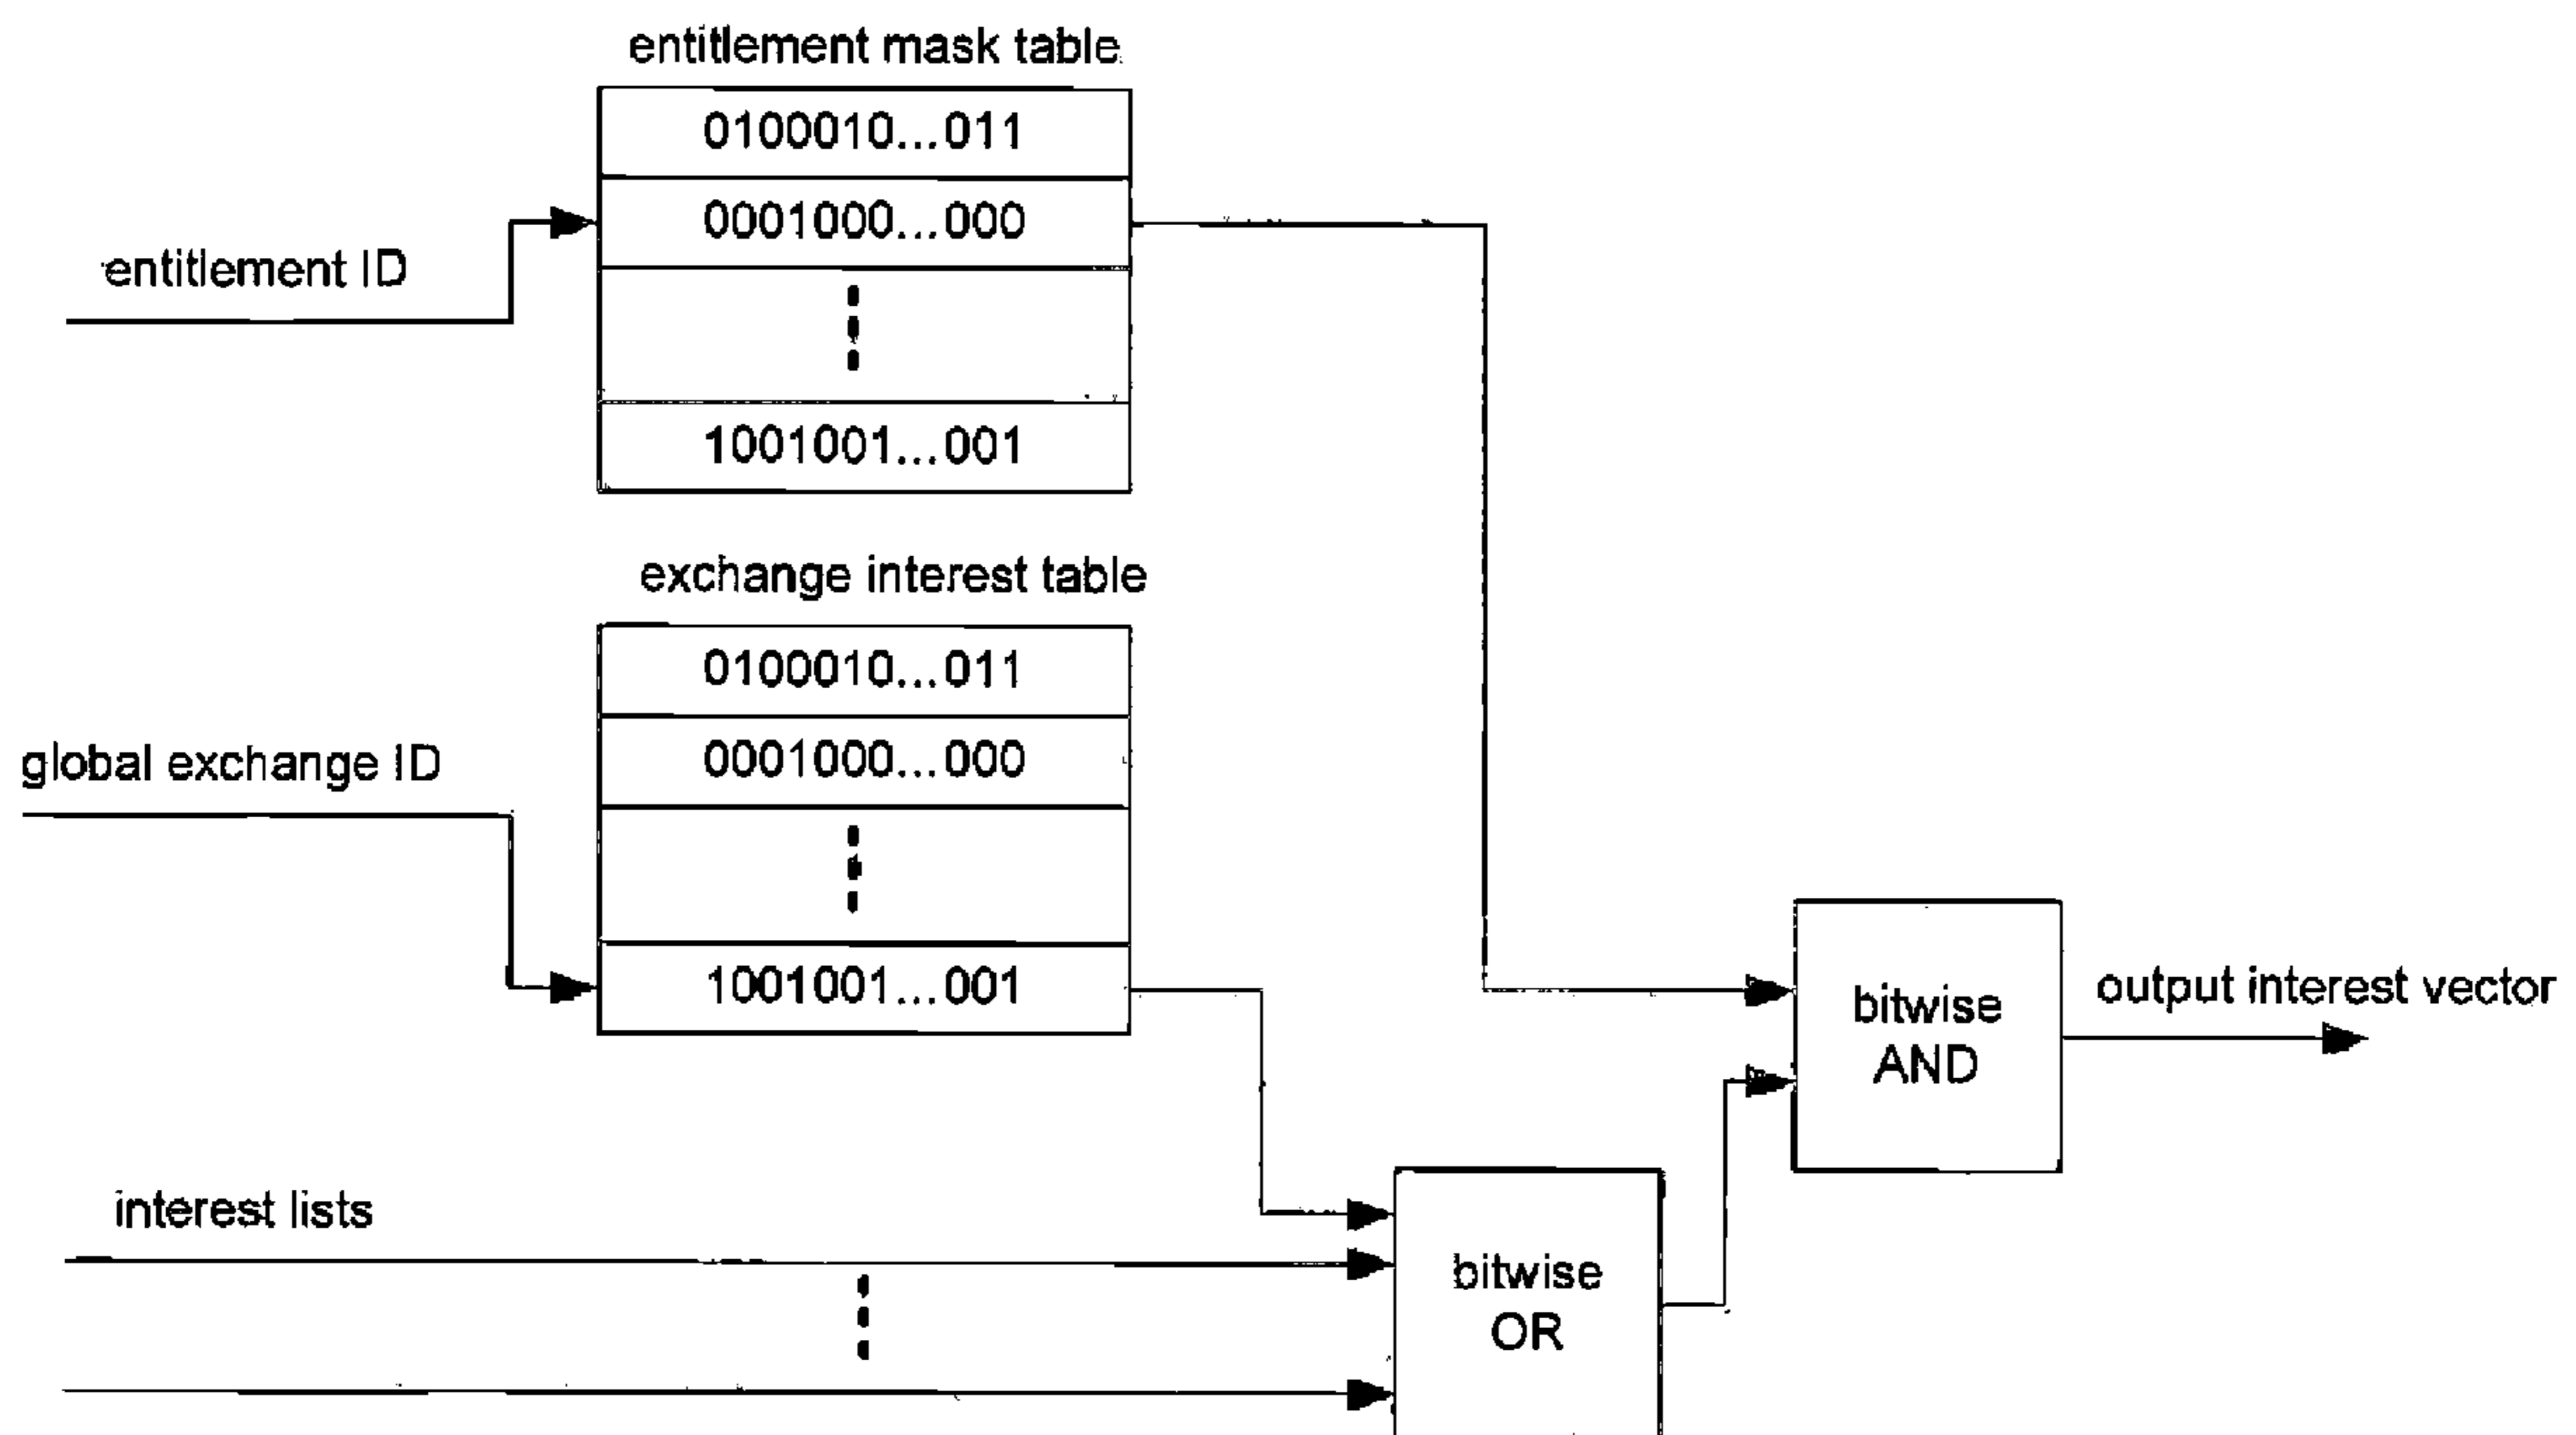 entitlement mask table
0100010...011
0001000...000
entitlement ID
1001001...001
exchange interest table
0100010...011
0001000...000
global exchange ID
1001001...001
bitwise
AND
output interest vector
interest lists
bitwise
OR